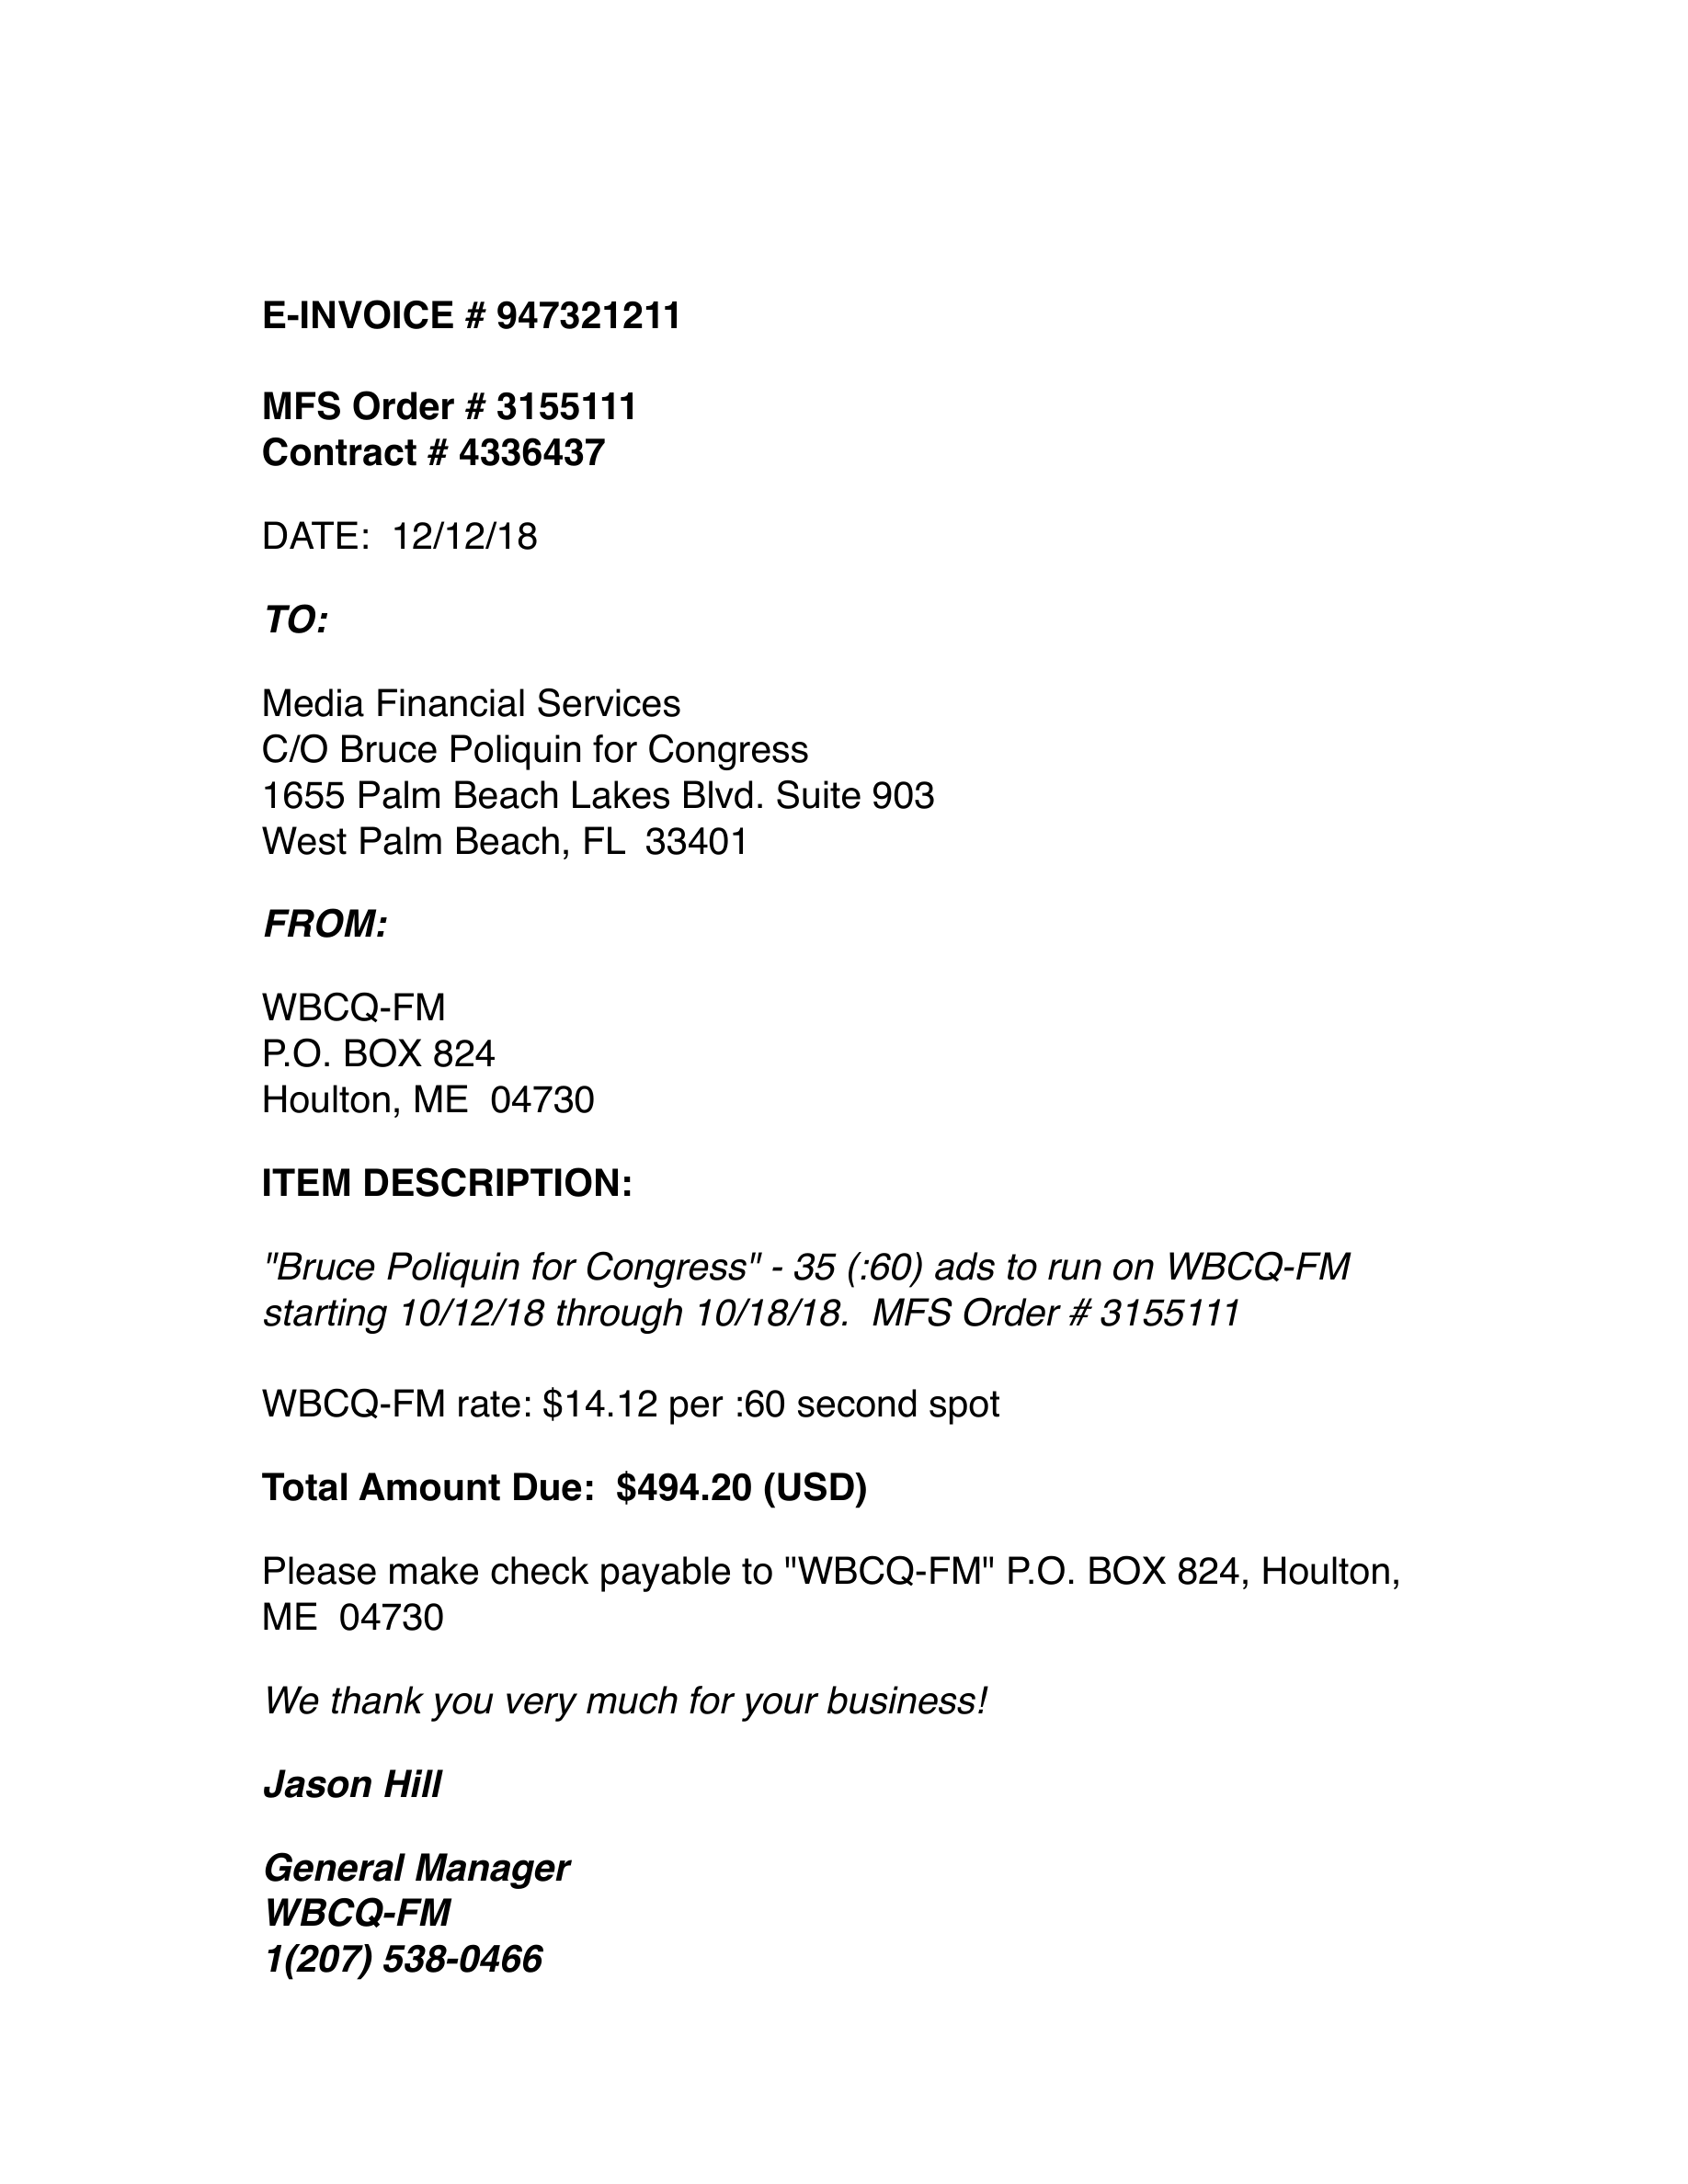 E-INVOICE # 947321211
MFS Order # 3155111
Contract # 4336437
DATE:  12/12/18
TO:
Media Financial Services
C/O Bruce Poliquin for Congress
1655 Palm Beach Lakes Blvd. Suite 903
West Palm Beach, FL  33401
FROM:
WBCQ-FM
P.O. BOX 824
Houlton, ME  04730
ITEM DESCRIPTION:
"Bruce Poliquin for Congress" - 35 (:60) ads to run on WBCQ-FM
starting 10/12/18 through 10/18/18.  MFS Order # 3155111
WBCQ-FM rate: $14.12 per :60 second spot
Total Amount Due:  $494.20 (USD)
Please make check payable to "WBCQ-FM" P.O. BOX 824, Houlton,
ME  04730
We thank you very much for your business!
Jason Hill
General Manager
WBCQ-FM
1(207) 538-0466